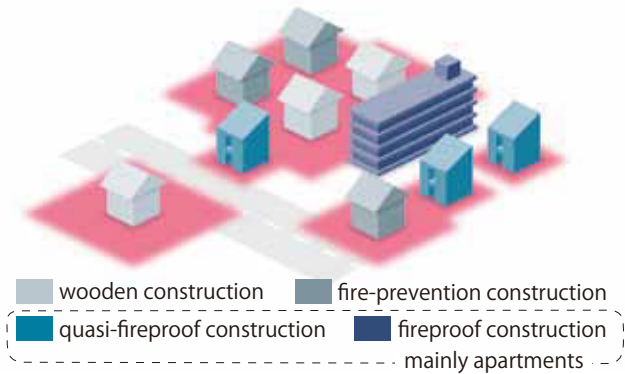 wooden construction fire-prevention construction
quasi-fireproof construction fireproof construction
mainly apartments